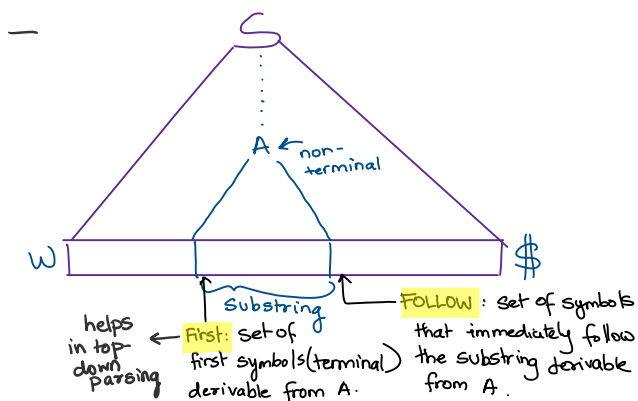 S
A ← non-
terminal
W
$
substring
helps
in top-
down
parsing
First: set of
first symbols(terminal)
derivable from A.
FOLLOW: set of symbols
that immediately follow
the substring derivable
from A.